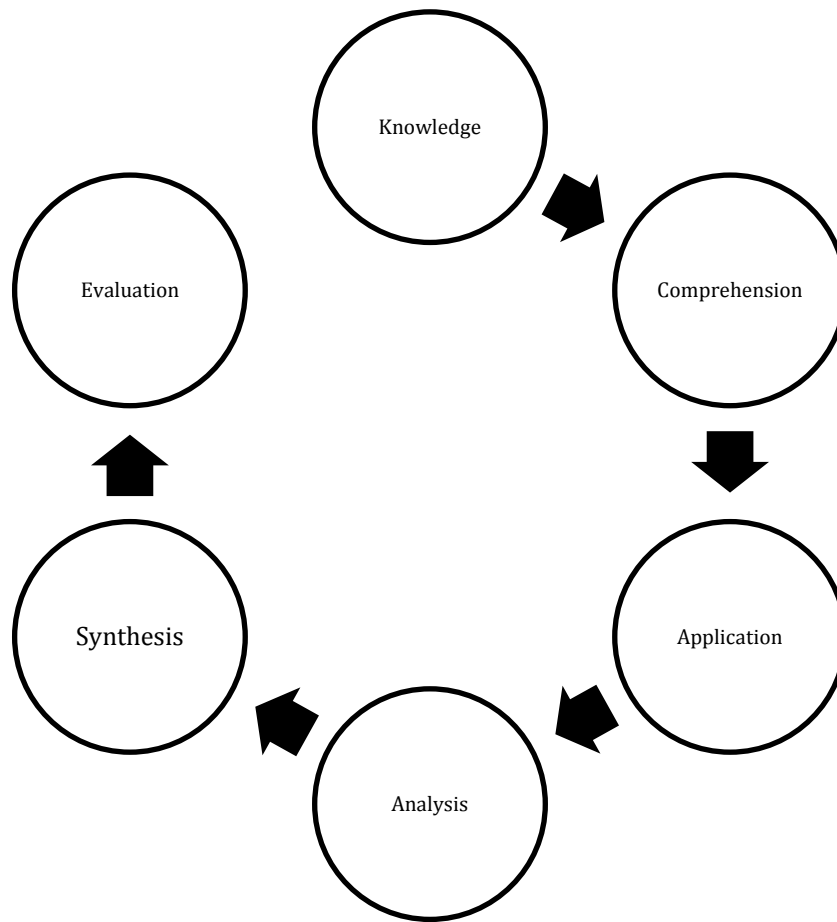 Knowledge
Comprehension
Application
Analysis
Synthesis
Evaluation